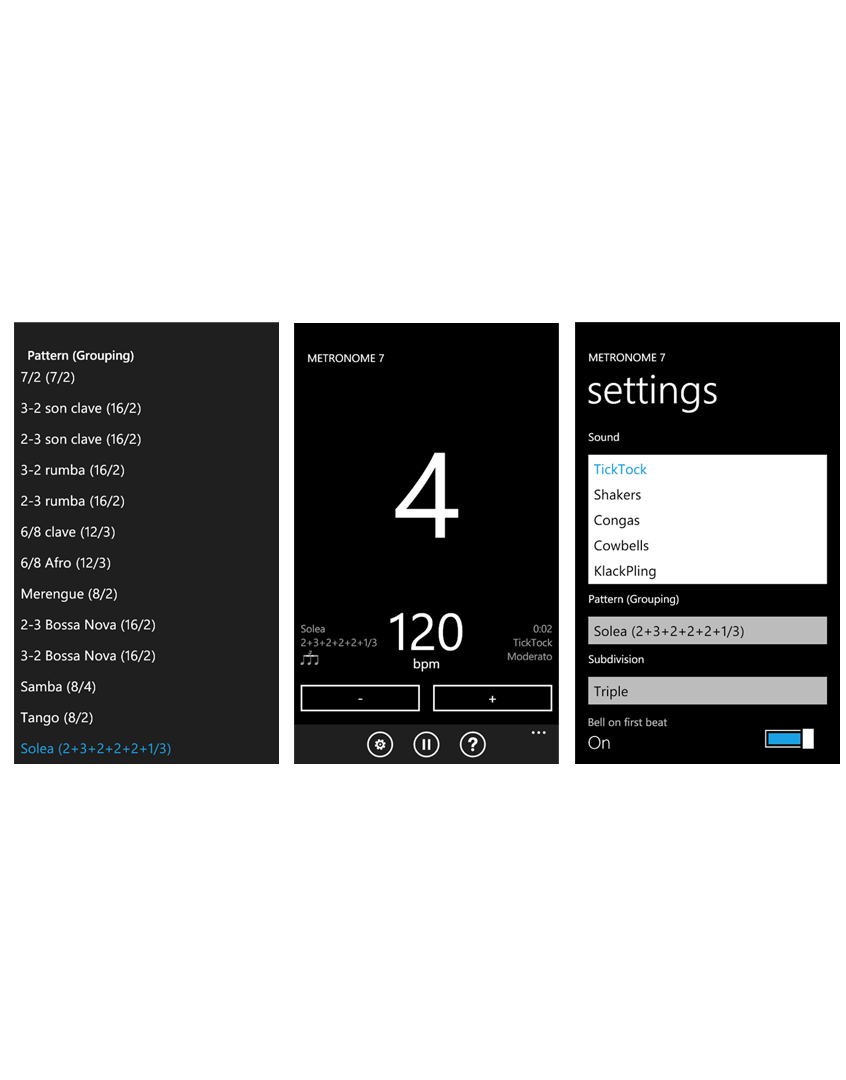 Pattern (Grouping)
7/2 (7/2)
3-2 son clave (16/2)
2-3 son clave (16/2)
3-2 rumba (16/2)
2-3 rumba (16/2)
6/8 clave (12/3)
6/8 Afro (12/3)
Merengue (8/2)
2-3 Bossa Nova (16/2)
3-2 Bossa Nova (16/2)
Samba (8/4)
Tango (8/2)
Solea (2+3+2+2+2+1/3)
METRONOME 7
4
Solea
2+3+2+2+2+1/3
120
bpm
0:02
TickTock
Moderato
-
+
?
...
METRONOME 7
settings
Sound
TickTock
Shakers
Congas
Cowbells
KlackPling
Pattern (Grouping)
Solea (2+3+2+2+2+1/3)
Subdivision
Triple
Bell on first beat
On